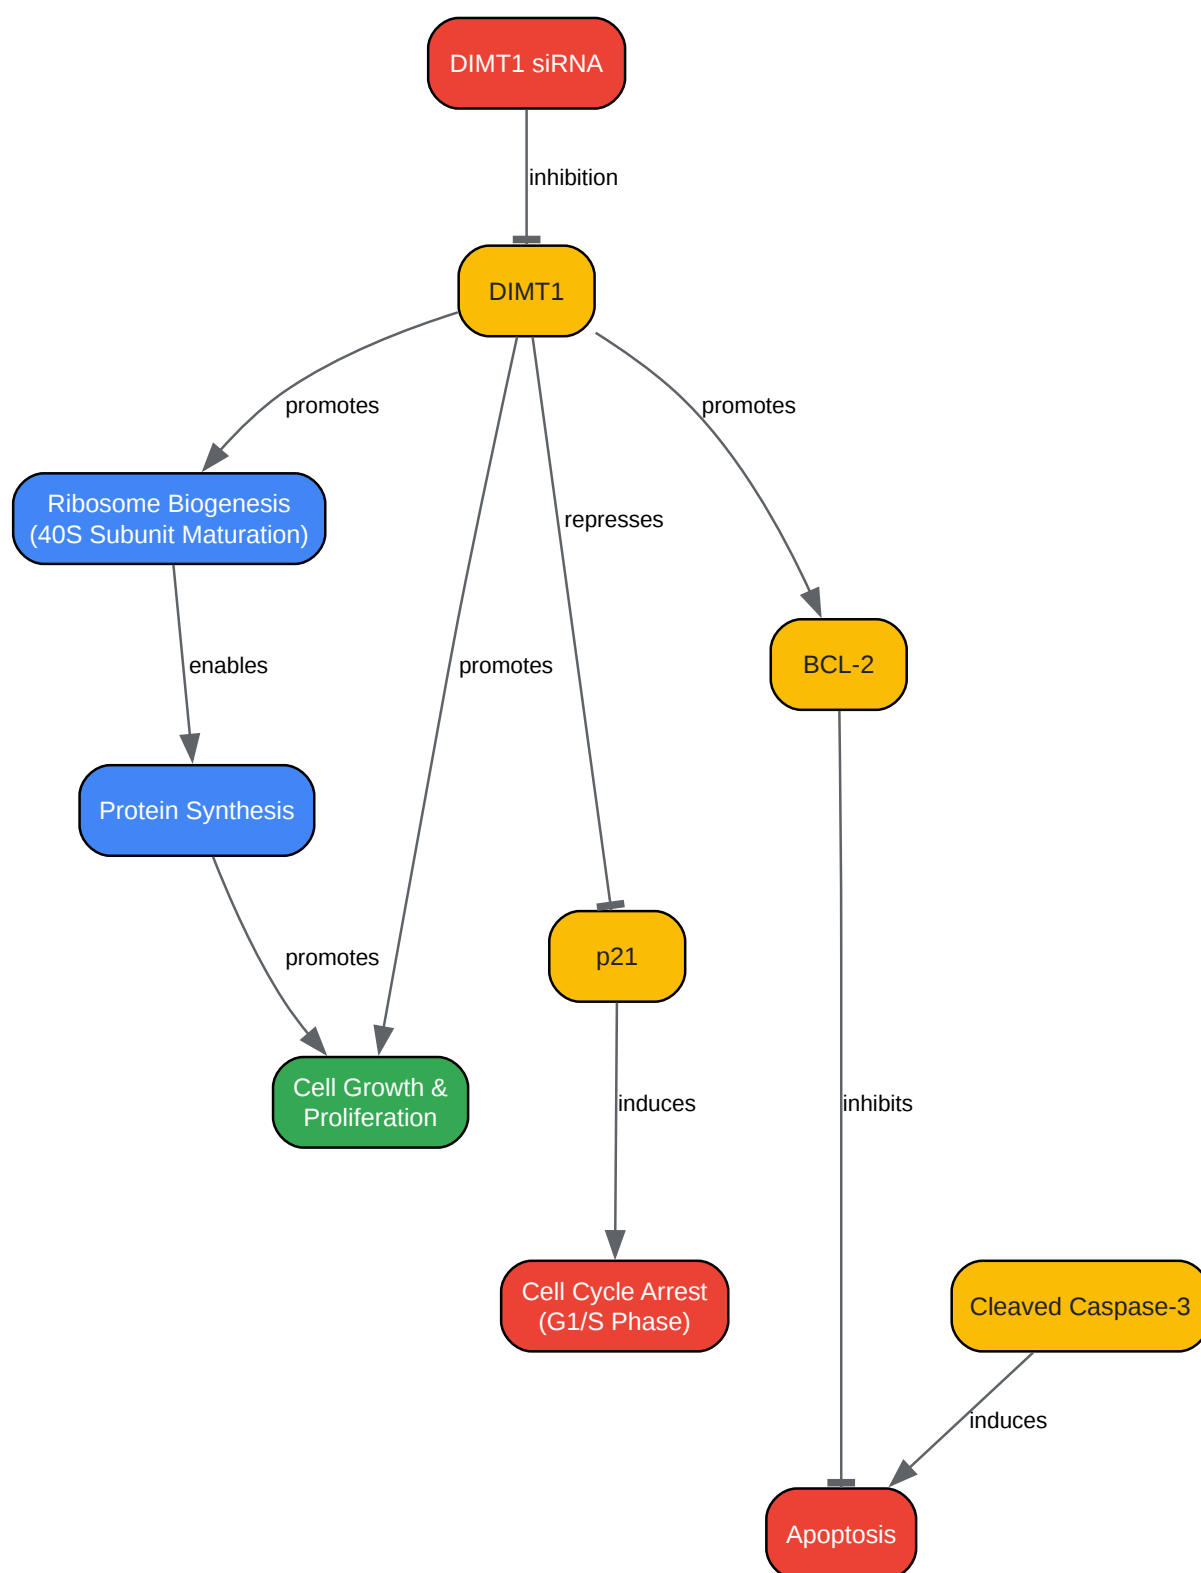 DIMT1 siRNA
inhibition
DIMT1
promotes
promotes
Ribosome Biogenesis
(40S Subunit Maturation)
represses
enables
promotes
BCL-2
Protein Synthesis
promotes
p21
Cell Growth &
Proliferation
induces
inhibits
Cell Cycle Arrest
(G1/S Phase)
Cleaved Caspase-3
induces
Apoptosis